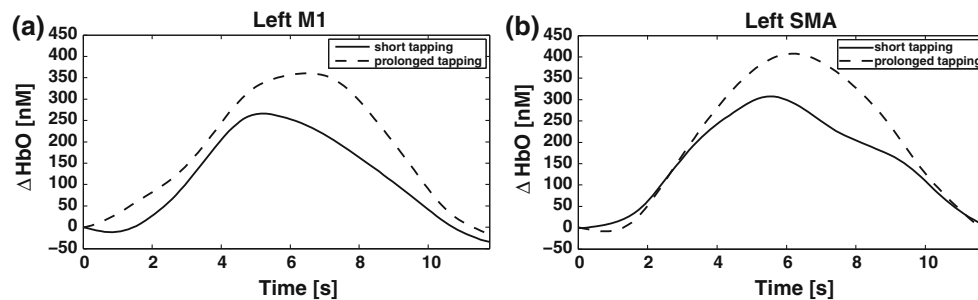 (a) Left M1
450
400
350
300
250
200
150
100
50
0
−50
Δ HbO [nM]
short tapping
prolonged tapping
0 2 4 6 8 10
Time [s]
(b) Left SMA
450
400
350
300
250
200
150
100
50
0
−50
Δ HbO [nM]
short tapping
prolonged tapping
0 2 4 6 8 10
Time [s]